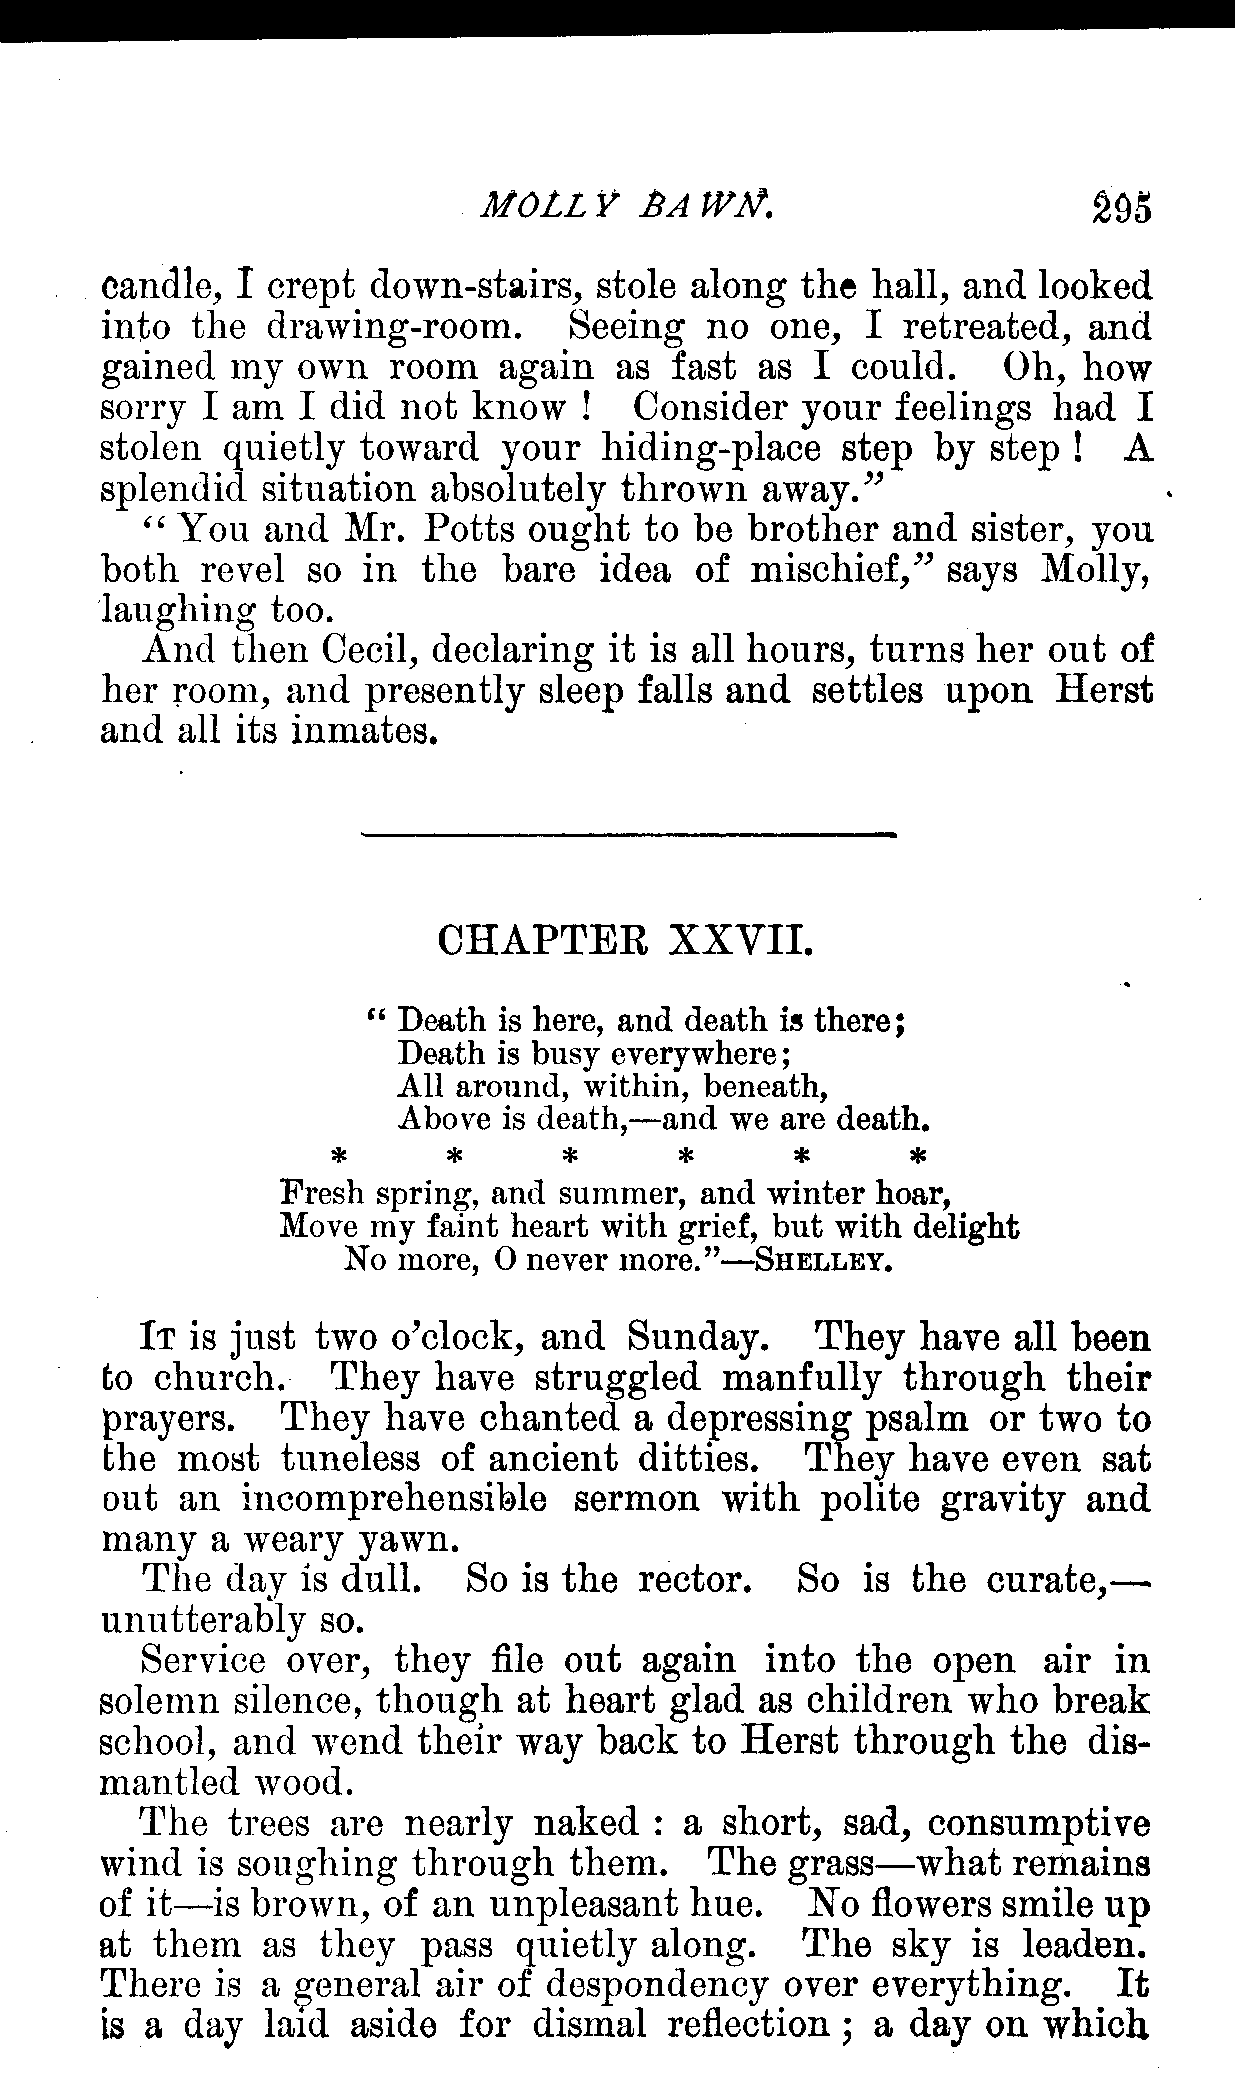 MOLLY BAWN. 295
candle, I crept down-stairs, stole along the hall, and looked
into the drawing-room. Seeing no one, I retreated, and
gained my own room again as fast as I could. Oh, how
sorry I am I did not know ! Consider your feelings had I
stolen quietly toward your hiding-place step by step ! A
splendid situation absolutely thrown away.”
“ You and Mr. Potts ought to be brother and sister, you
both revel so in the bare idea of mischief,” says Molly,
laughing too.
And then Cecil, declaring it is all hours, turns her out of
her room, and presently sleep falls and settles upon Herst
and all its inmates.
CHAPTER XXVII.
“ Death is here, and death is there;
Death is busy everywhere;
All around, within, beneath,
Above is death,—and we are death.
* * * * * *
Fresh spring, and summer, and winter hoar,
Move my faint heart with grief, but with delight
No more, O never more.”—SHELLEY.
IT is just two o’clock, and Sunday. They have all been
to church. They have struggled manfully through their
prayers. They have chanted a depressing psalm or two to
the most tuneless of ancient ditties. They have even sat
out an incomprehensible sermon with polite gravity and
many a weary yawn.
The day is dull. So is the rector. So is the curate,—
unutterably so.
Service over, they file out again into the open air in
solemn silence, though at heart glad as children who break
school, and wend their way back to Herst through the dis-
mantled wood.
The trees are nearly naked : a short, sad, consumptive
wind is soughing through them. The grass—what remains
of it—is brown, of an unpleasant hue. No flowers smile up
at them as they pass quietly along. The sky is leaden.
There is a general air of despondency over everything. It
is a day laid aside for dismal reflection ; a day on which